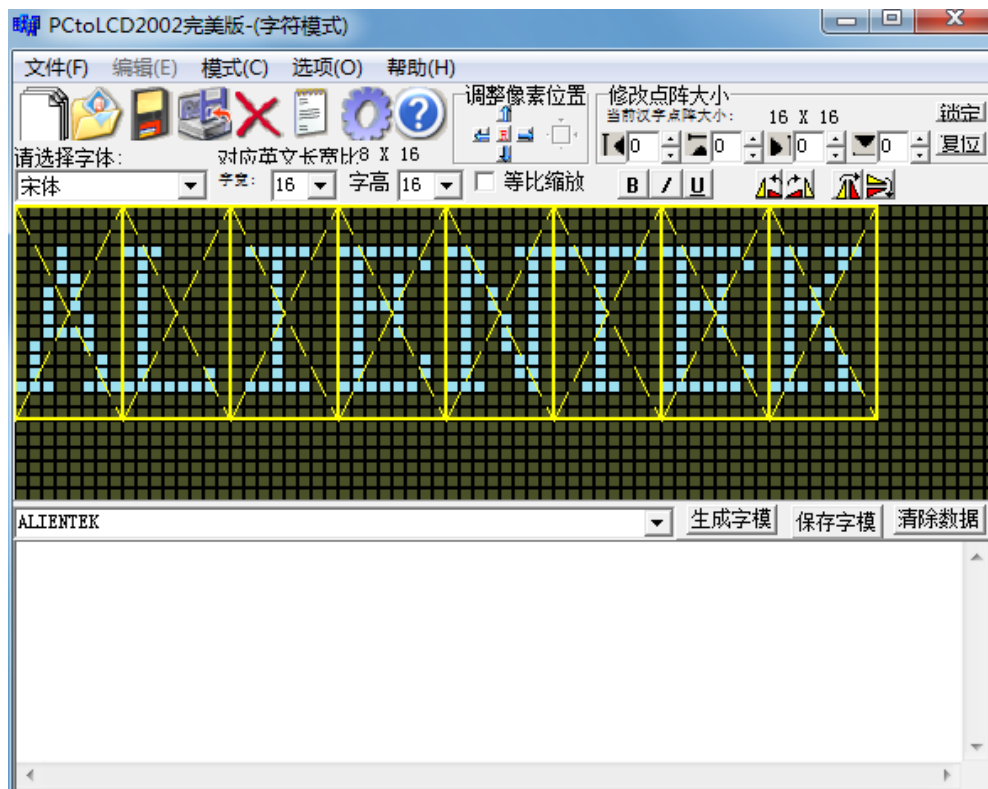 PCtoLCD2002完美版-(字符模式)
文件(F) 编辑(E) 模式(C) 选项(O) 帮助(H)
调整像素位置 修改点阵大小
当前汉字点阵大小: 16 X 16 锁定
0 0 0 0 复位
请选择字体: 对应英文长宽比8 X 16
宋体 字宽: 16 字高 16 等比缩放 B I U
ALIENTEK
ALIENTEK 生成字模 保存字模 清除数据